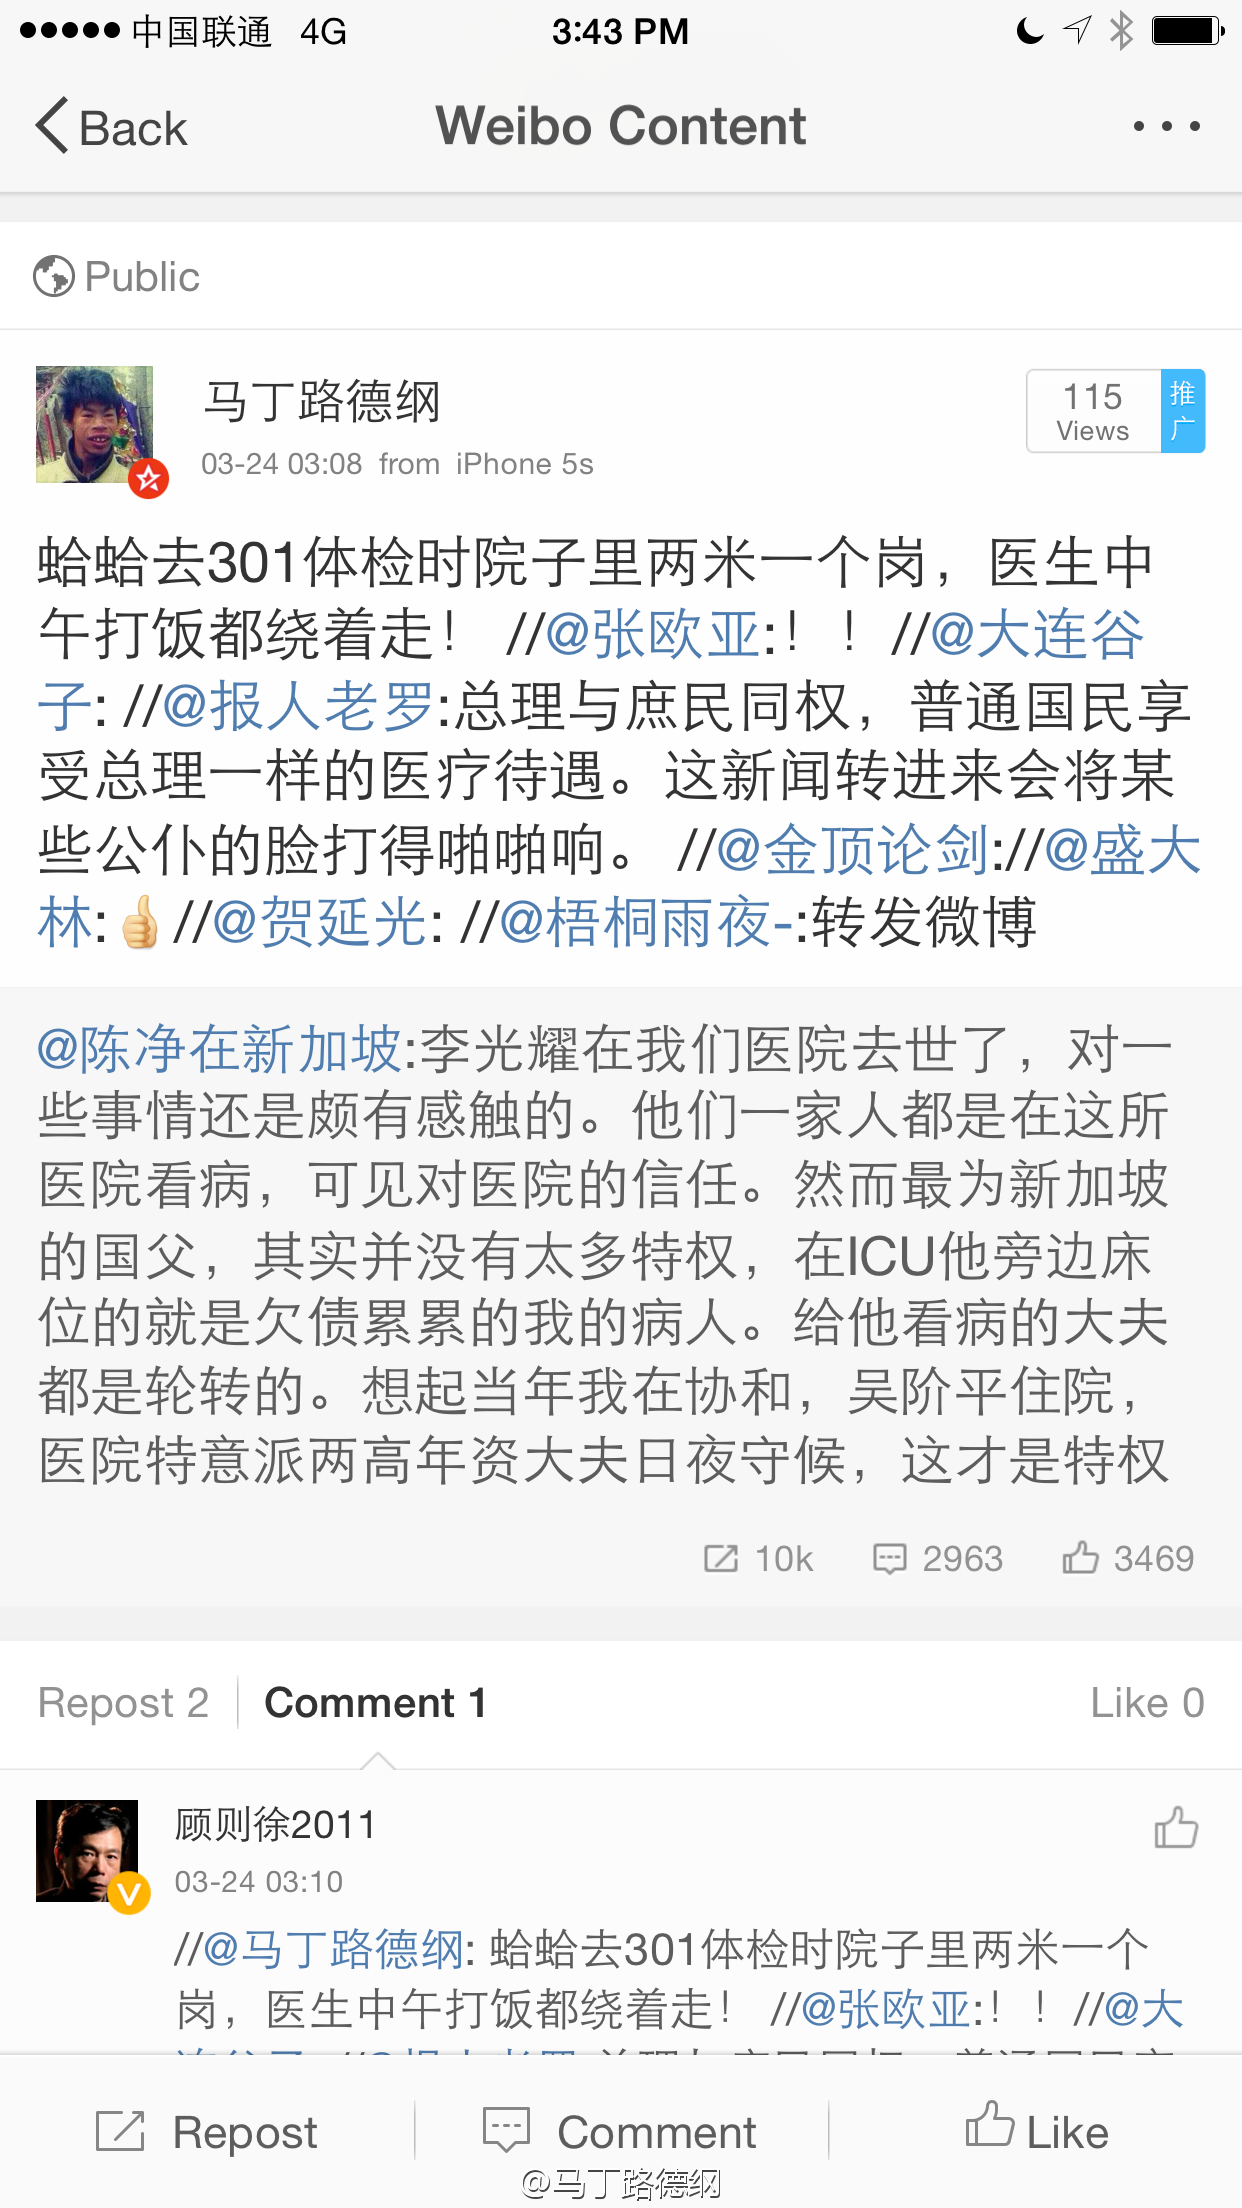 中国联通 4G 3:43 PM
Back Weibo Content
Public
马丁路德纲
115
Views
推广
03-24 03:08 from iPhone 5s
蛤蛤去301体检时院子里两米一个岗，医生中
午打饭都绕着走！ //@张欧亚:！！//@大连谷
子: //@报人老罗:总理与庶民同权，普通国民享
受总理一样的医疗待遇。这新闻转进来会将某
些公仆的脸打得啪啪响。 //@金顶论剑://@盛大
林:👍//@贺延光: //@梧桐雨夜-:转发微博
@陈净在新加坡:李光耀在我们医院去世了，对一
些事情还是颇有感触的。他们一家人都是在这所
医院看病，可见对医院的信任。然而最为新加坡
的国父，其实并没有太多特权，在ICU他旁边床
位的就是欠债累累的我的病人。给他看病的大夫
都是轮转的。想起当年我在协和，吴阶平住院，
医院特意派两高年资大夫日夜守候，这才是特权
10k 2963 3469
Repost 2 Comment 1 Like 0
顾则徐2011
03-24 03:10
//@马丁路德纲: 蛤蛤去301体检时院子里两米一个
岗，医生中午打饭都绕着走！ //@张欧亚:！！//@大
Repost Comment Like
@马丁路德纲